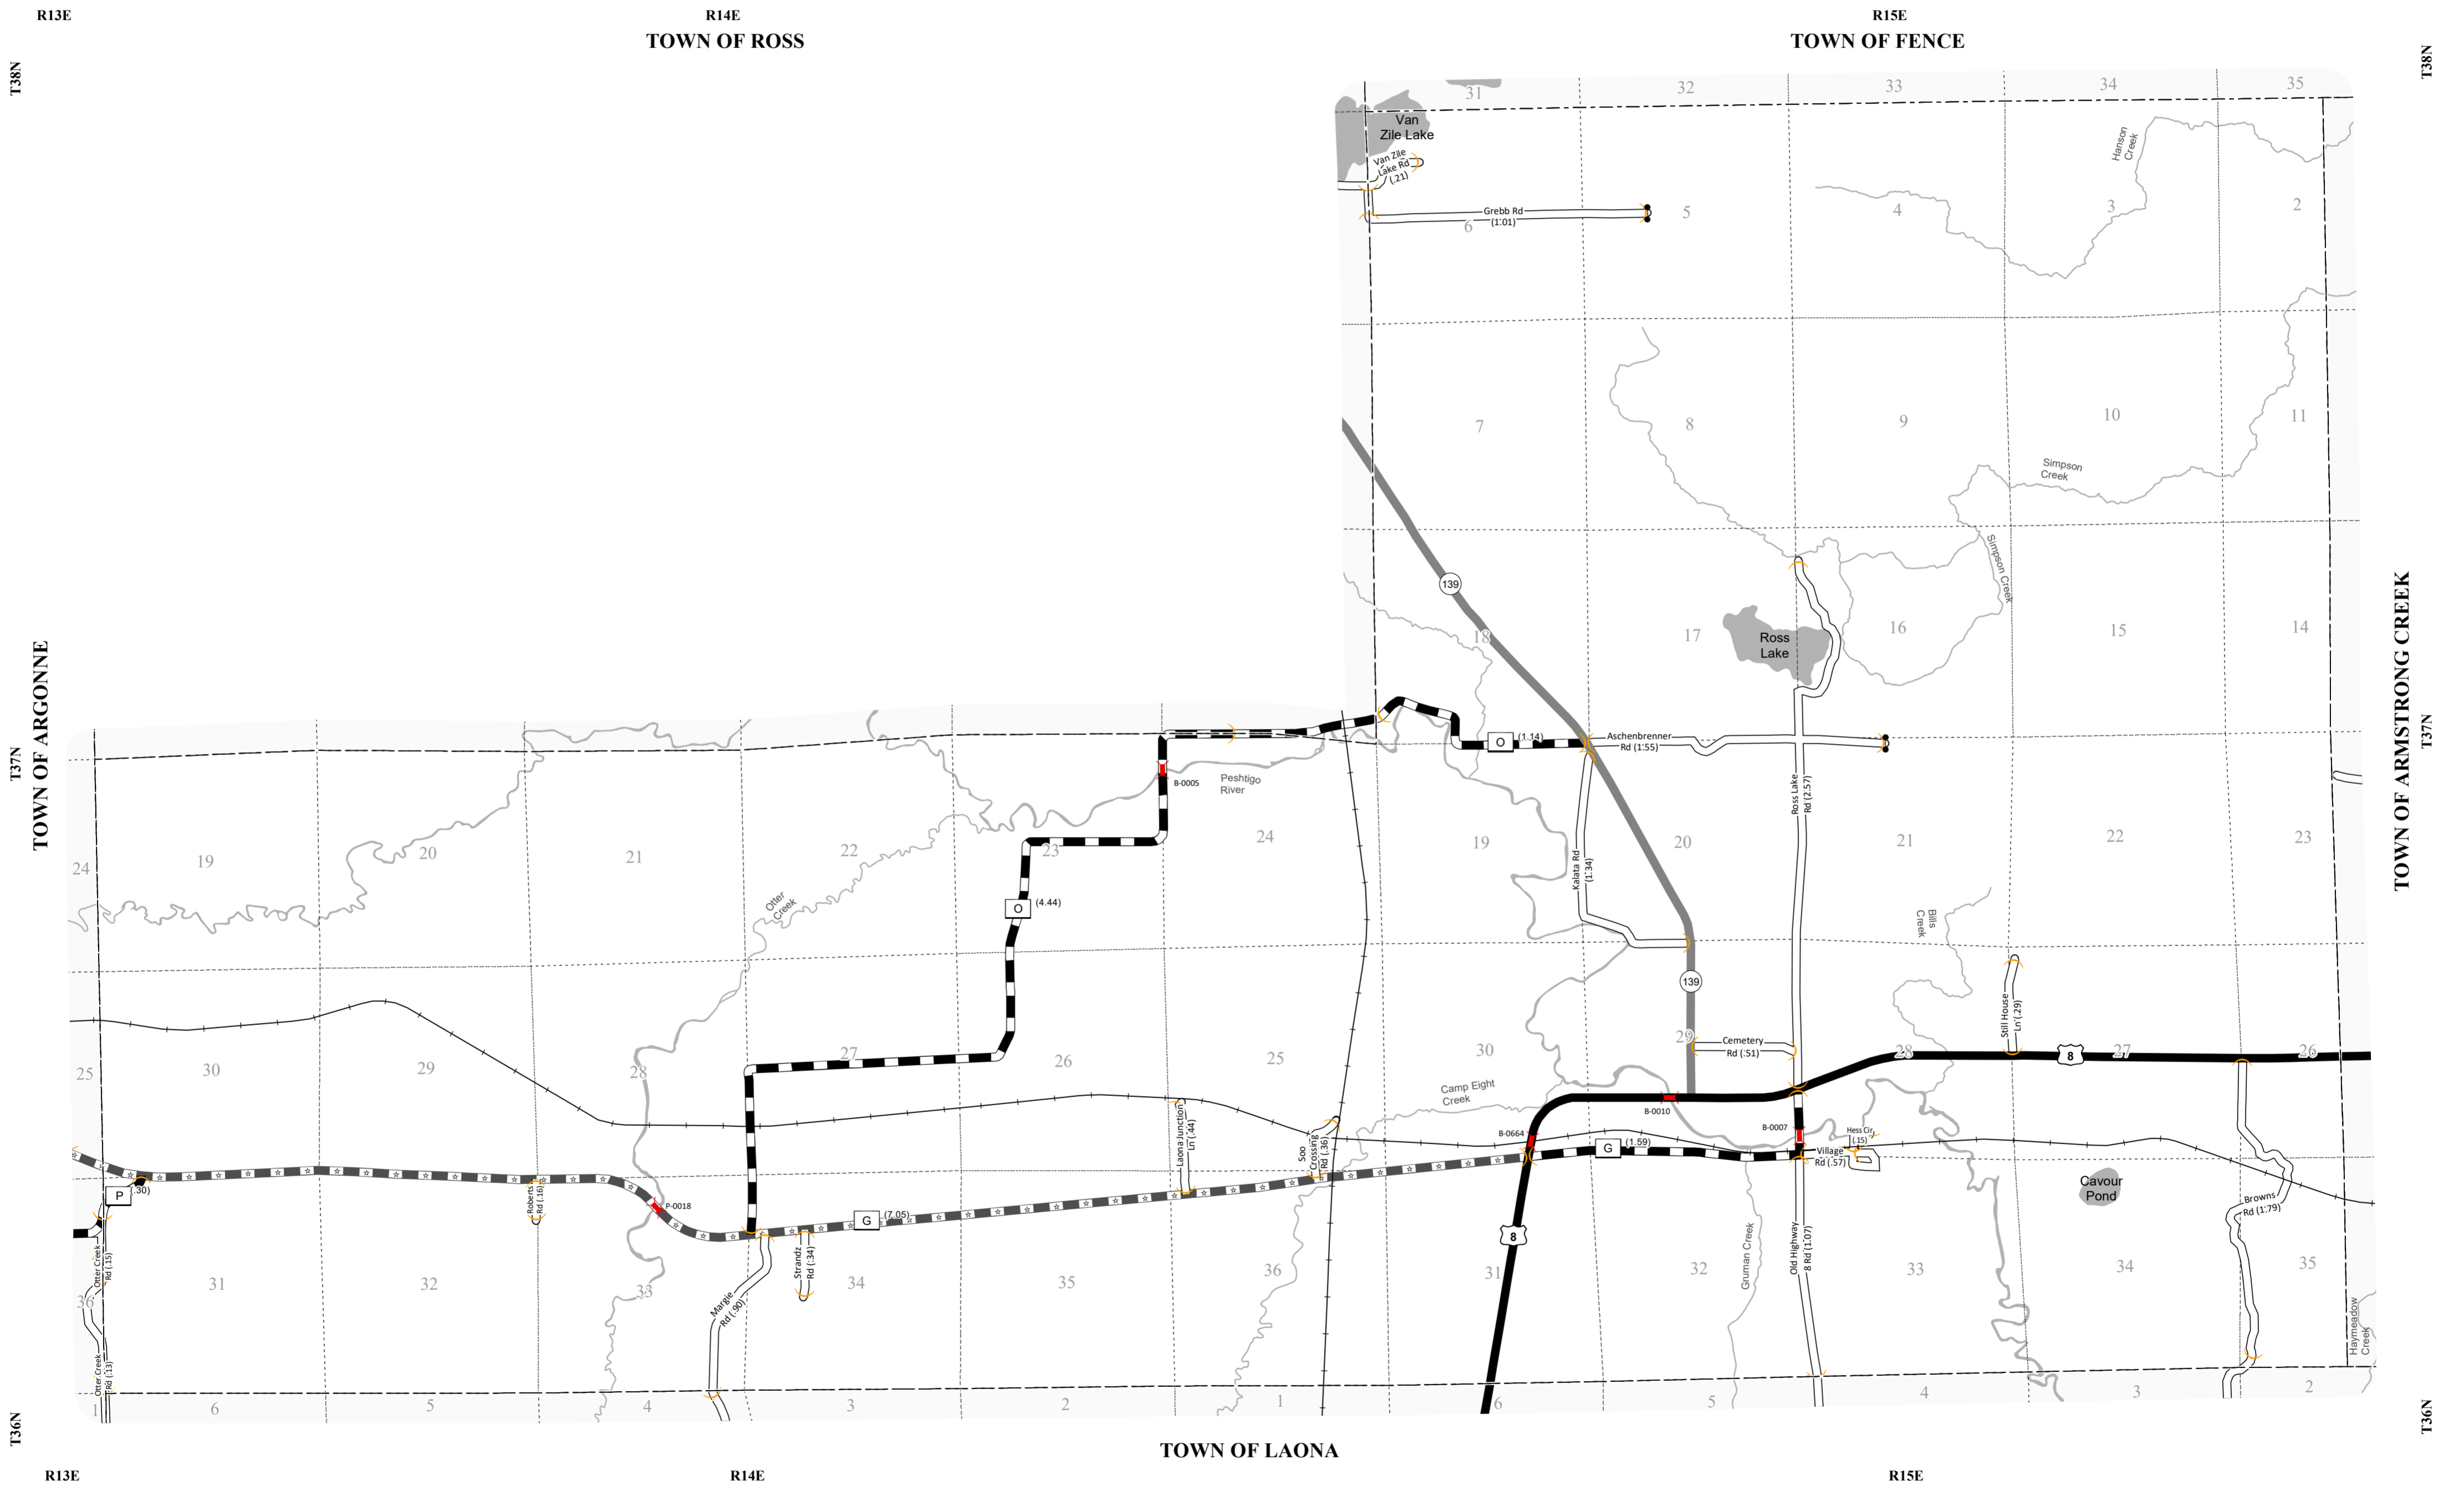 R13E
R14E
R15E
TOWN OF ROSS
TOWN OF FENCE
T38N
T38N
31
32
33
34
35
Van
Zile Lake
Van Zile
Lake Rd
(.21)
Hanson
Creek
Grebb Rd
(1.01)
6
5
4
3
2
7
8
9
10
11
Simpson
Creek
Simpson Creek
139
18
17
16
15
14
Ross
Lake
TOWN OF ARGONNE
TOWN OF ARMSTRONG CREEK
T37N
T37N
O
(1.14)
Aschenbrenner
Rd (1.55)
B-0005
Peshtigo
River
Ross Lake
Rd (2.57)
24
19
20
21
22
23
24
19
20
21
22
23
Kalata Rd
(1.34)
Otter
Creek
O
(4.44)
Bills
Creek
139
Still House
Ln (.29)
25
30
29
28
27
26
25
30
29
28
27
26
Cemetery
Rd (.51)
8
Camp Eight
Creek
B-0010
B-0664
B-0007
Hess Cir
(.15)
Laona Junction
Ln (.44)
Soo
Crossing
Rd (.36)
G
(1.59)
Village
Rd (.57)
P
.30)
Roberts
Rd (.16)
P-0018
G
(7.05)
8
Cavour
Pond
Browns
Rd (1.79)
Otter Creek
Rd (.15)
Strandz
Rd (.34)
Margie
Rd (.90)
Gruman Creek
Old Highway
8 Rd (1.07)
36
31
32
33
34
35
36
31
32
33
34
35
Haymeadow
Creek
Otter Creek
Rd (.13)
1
6
5
4
3
2
1
6
5
4
3
2
T36N
T36N
TOWN OF LAONA
R13E
R14E
R15E